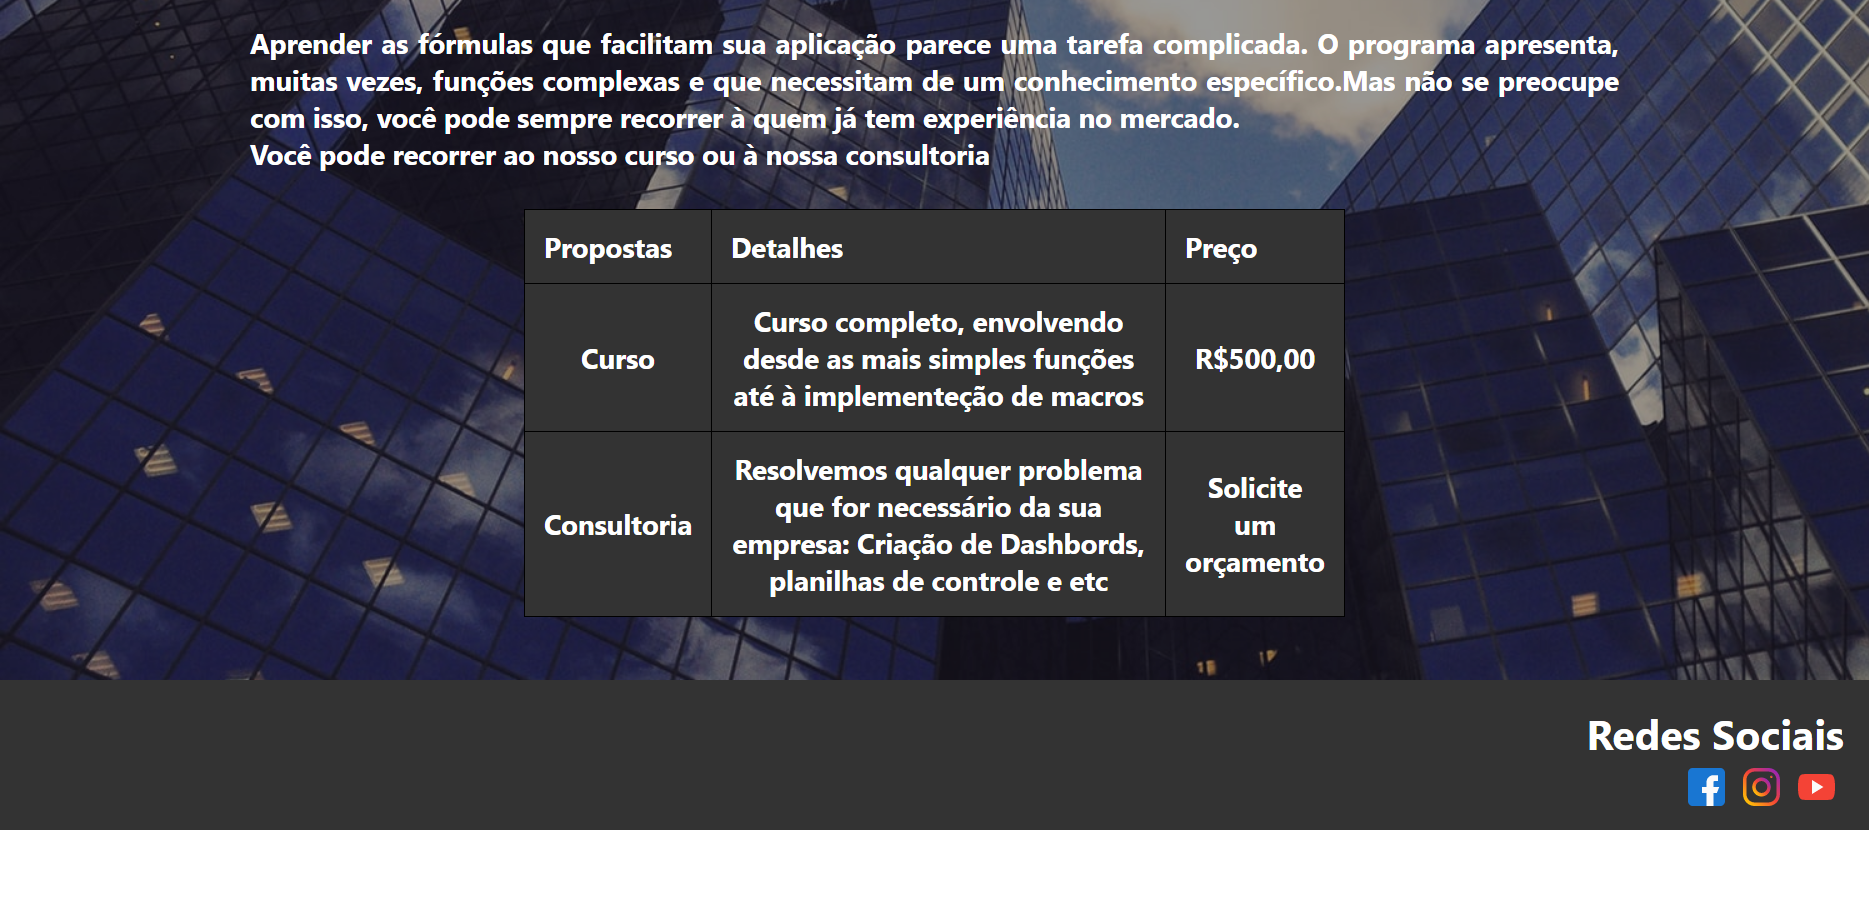 Aprender as fórmulas que facilitam sua aplicação parece uma tarefa complicada. O programa apresenta,
muitas vezes, funções complexas e que necessitam de um conhecimento específico.Mas não se preocupe
com isso, você pode sempre recorrer à quem já tem experiência no mercado.
Você pode recorrer ao nosso curso ou à nossa consultoria
Propostas
Detalhes
Preço
Curso
Curso completo, envolvendo
desde as mais simples funções
até à implementeção de macros
R$500,00
Consultoria
Resolvemos qualquer problema
que for necessário da sua
empresa: Criação de Dashbords,
planilhas de controle e etc
Solicite
um
orçamento
Redes Sociais